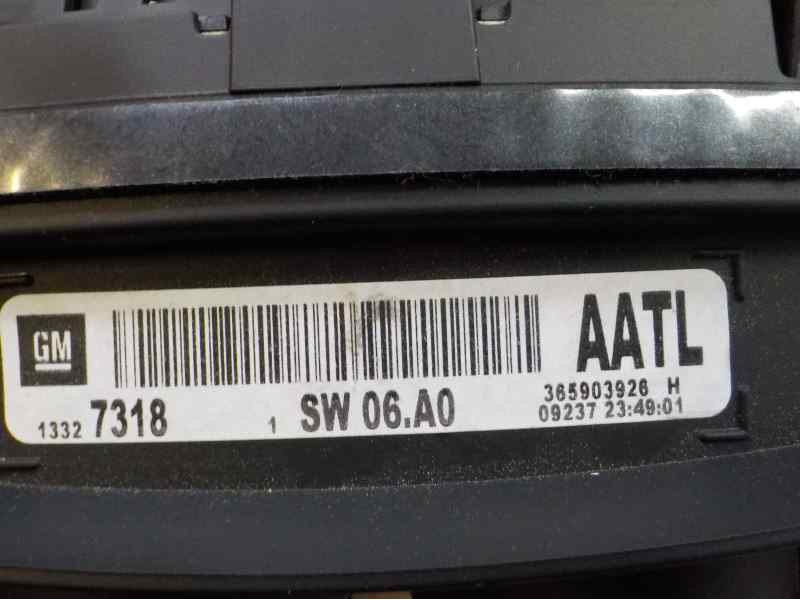 GM
AATL
365903926 H
1332 7318 1 SW 06.A0
09237 23:49:01